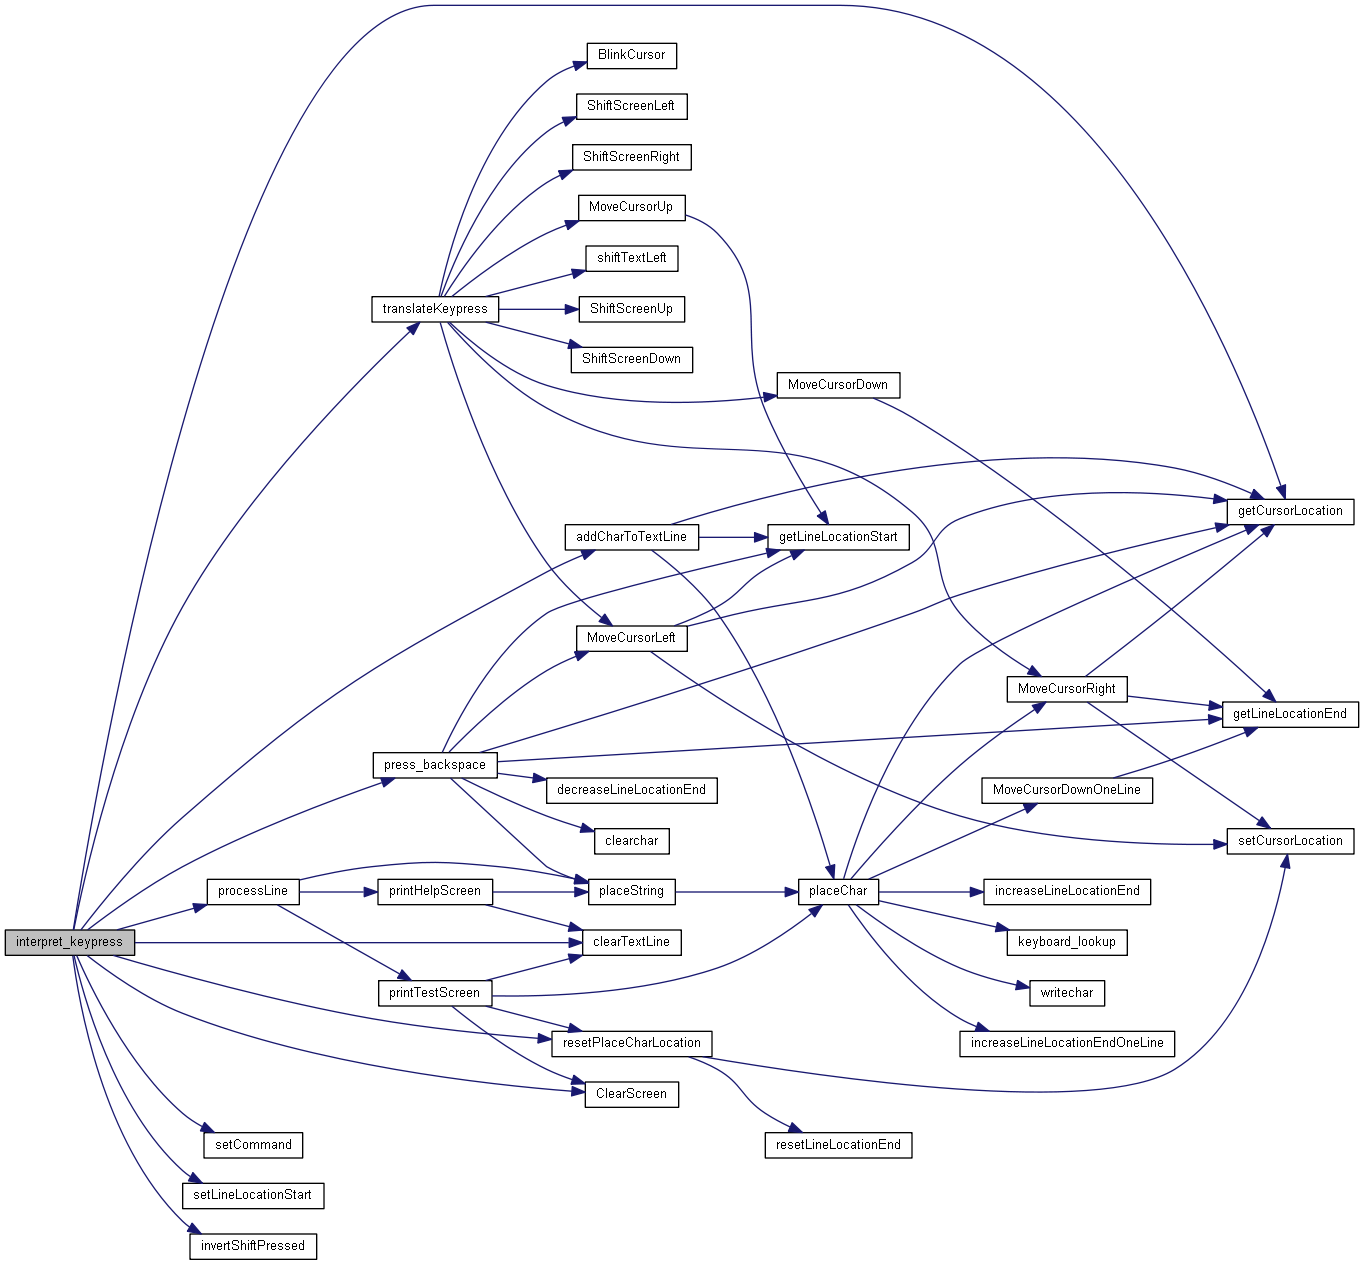 BlinkCursor
ShiftScreenLeft
ShiftScreenRight
MoveCursorUp
shiftTextLeft
translateKeypress
ShiftScreenUp
ShiftScreenDown
MoveCursorDown
getCursorLocation
addCharToTextLine
getLineLocationStart
MoveCursorLeft
MoveCursorRight
getLineLocationEnd
press_backspace
decreaseLineLocationEnd
MoveCursorDownOneLine
clearchar
setCursorLocation
processLine
printHelpScreen
placeString
placeChar
increaseLineLocationEnd
interpret_keypress
clearTextLine
keyboard_lookup
printTestScreen
writechar
resetPlaceCharLocation
increaseLineLocationEndOneLine
ClearScreen
setCommand
resetLineLocationEnd
setLineLocationStart
invertShiftPressed